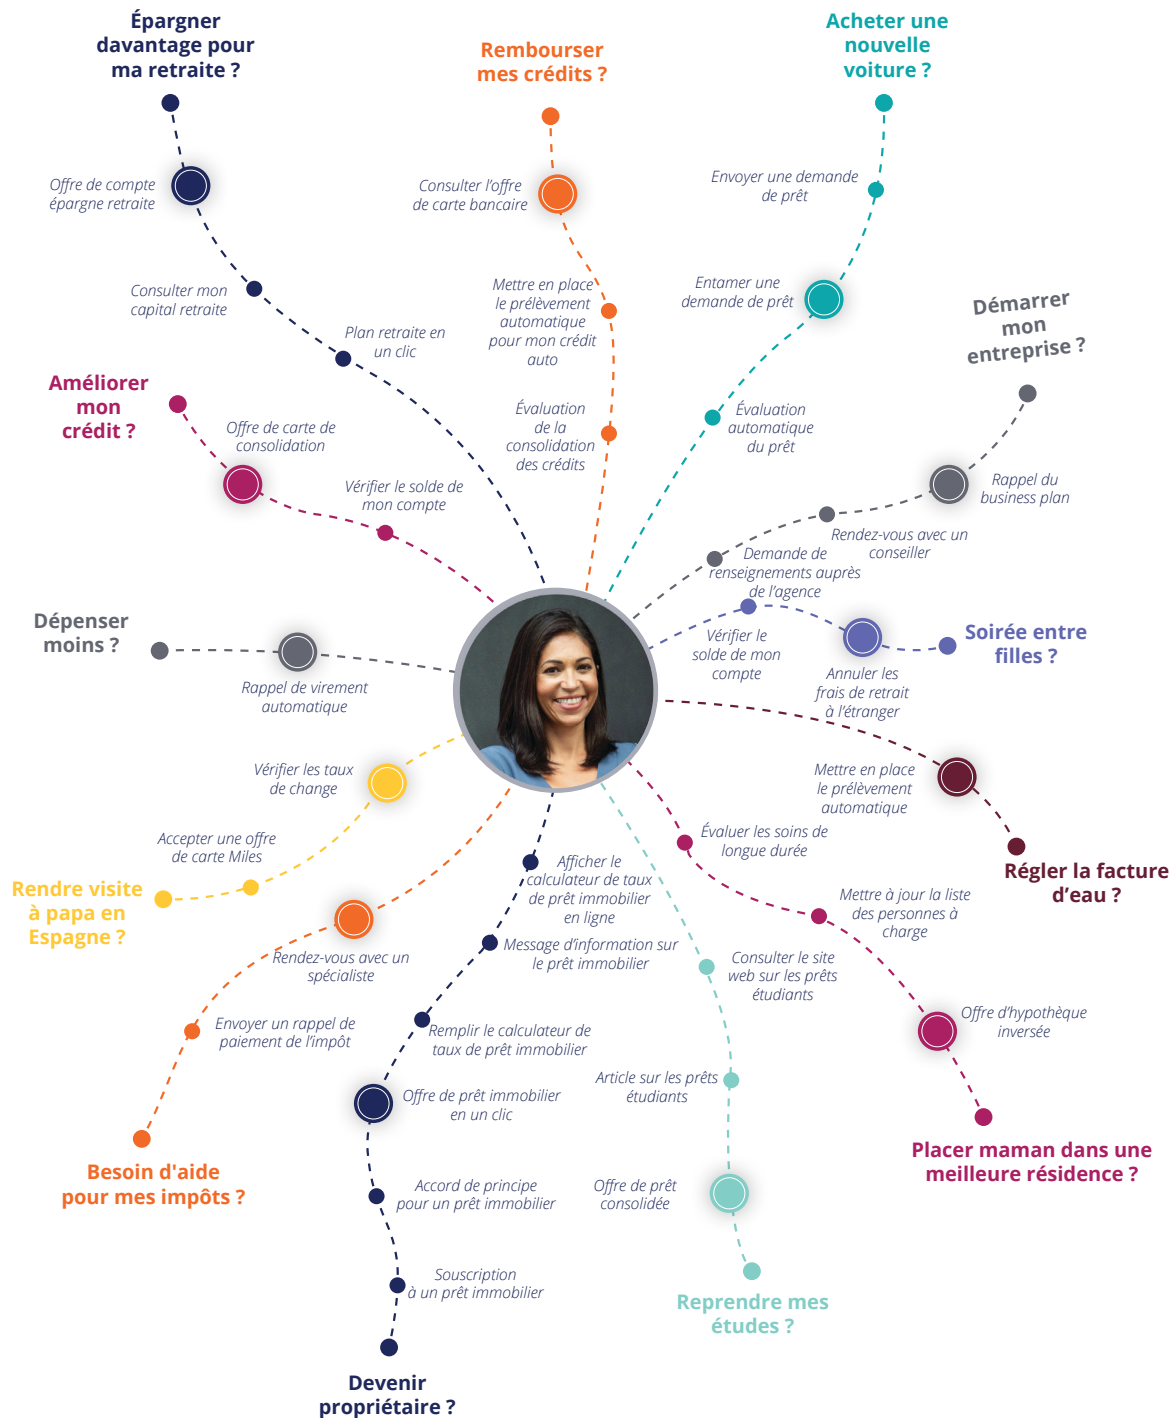 Épargner
davantage pour
ma retraite ?
Offre de compte
épargne retraite
Consulter mon
capital retraite
Plan retraite en
un clic
Rembourser
mes crédits ?
Consulter l’offre
de carte bancaire
Mettre en place
le prélèvement
automatique
pour mon crédit
auto
Évaluation
de la
consolidation
des crédits
Acheter une
nouvelle
voiture ?
Envoyer une demande
de prêt
Entamer une
demande de prêt
Évaluation
automatique
du prêt
Démarrer
mon
entreprise ?
Rappel du
business plan
Rendez-vous avec un
conseiller
Demande de
renseignements auprès
de l’agence
Améliorer
mon
crédit ?
Offre de carte de
consolidation
Vérifier le solde de
mon compte
Soirée entre
filles ?
Vérifier le
solde de mon
compte
Annuler les
frais de retrait
à l’étranger
Dépenser
moins ?
Rappel de virement
automatique
Mettre en place
le prélèvement
automatique
Régler la facture
d’eau ?
Vérifier les taux
de change
Accepter une offre
de carte Miles
Rendre visite
à papa en
Espagne ?
Évaluer les soins de
longue durée
Mettre à jour la liste
des personnes à
charge
Offre d’hypothèque
inversée
Placer maman dans une
meilleure résidence ?
Rendez-vous avec un
spécialiste
Envoyer un rappel de
paiement de l’impôt
Besoin d'aide
pour mes impôts ?
Afficher le
calculateur de taux
de prêt immobilier
en ligne
Message d’information sur
le prêt immobilier
Remplir le calculateur de
taux de prêt immobilier
Offre de prêt immobilier
en un clic
Accord de principe
pour un prêt immobilier
Souscription
à un prêt immobilier
Devenir
propriétaire ?
Consulter le site
web sur les prêts
étudiants
Article sur les prêts
étudiants
Offre de prêt
consolidée
Reprendre mes
études ?